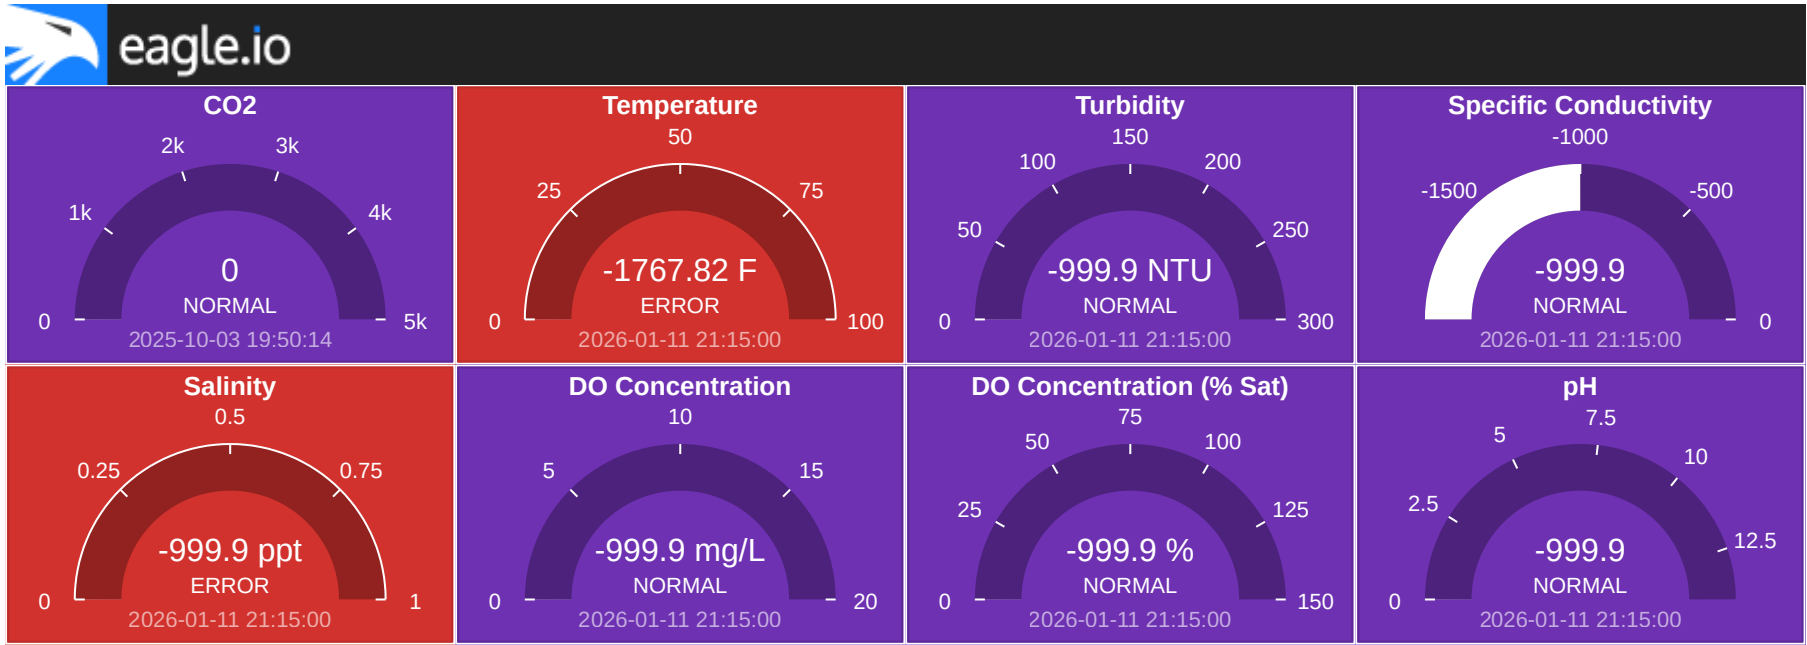 eagle.io
CO2
2k
3k
1k
4k
0
NORMAL
0
5k
2025-10-03 19:50:14
Temperature
50
25
75
-1767.82 F
ERROR
0
100
2026-01-11 21:15:00
Turbidity
150
100
200
50
250
-999.9 NTU
NORMAL
0
300
2026-01-11 21:15:00
Specific Conductivity
-1000
-1500
-500
-999.9
NORMAL
0
2026-01-11 21:15:00
Salinity
0.5
0.25
0.75
-999.9 ppt
ERROR
0
1
2026-01-11 21:15:00
DO Concentration
10
5
15
-999.9 mg/L
NORMAL
0
20
2026-01-11 21:15:00
DO Concentration (% Sat)
75
50
100
25
125
-999.9 %
NORMAL
0
150
2026-01-11 21:15:00
pH
7.5
5
10
2.5
12.5
-999.9
NORMAL
0
2026-01-11 21:15:00